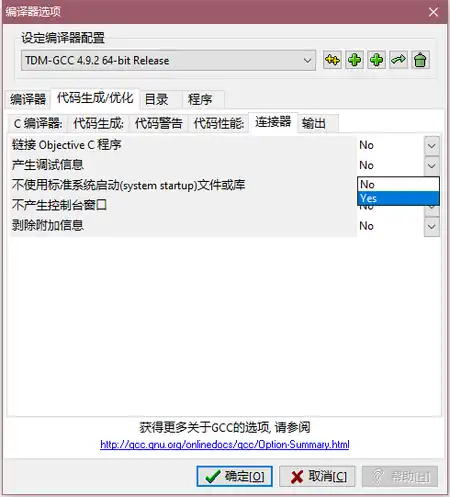 编译器选项
设定编译器配置
TDM-GCC 4.9.2 64-bit Release
编译器 代码生成/优化 目录 程序
C 编译器: 代码生成: 代码警告 代码性能: 连接器 输出
链接 Objective C 程序 No
产生调试信息 No
不使用标准系统启动(system startup)文件或库 No
Yes
不产生控制台窗口 No
剥除附加信息 No
获得更多关于GCC的选项, 请参阅
http://gcc.gnu.org/onlinedocs/gcc/Option-Summary.html
确定[O] 取消[C] 帮助[H]